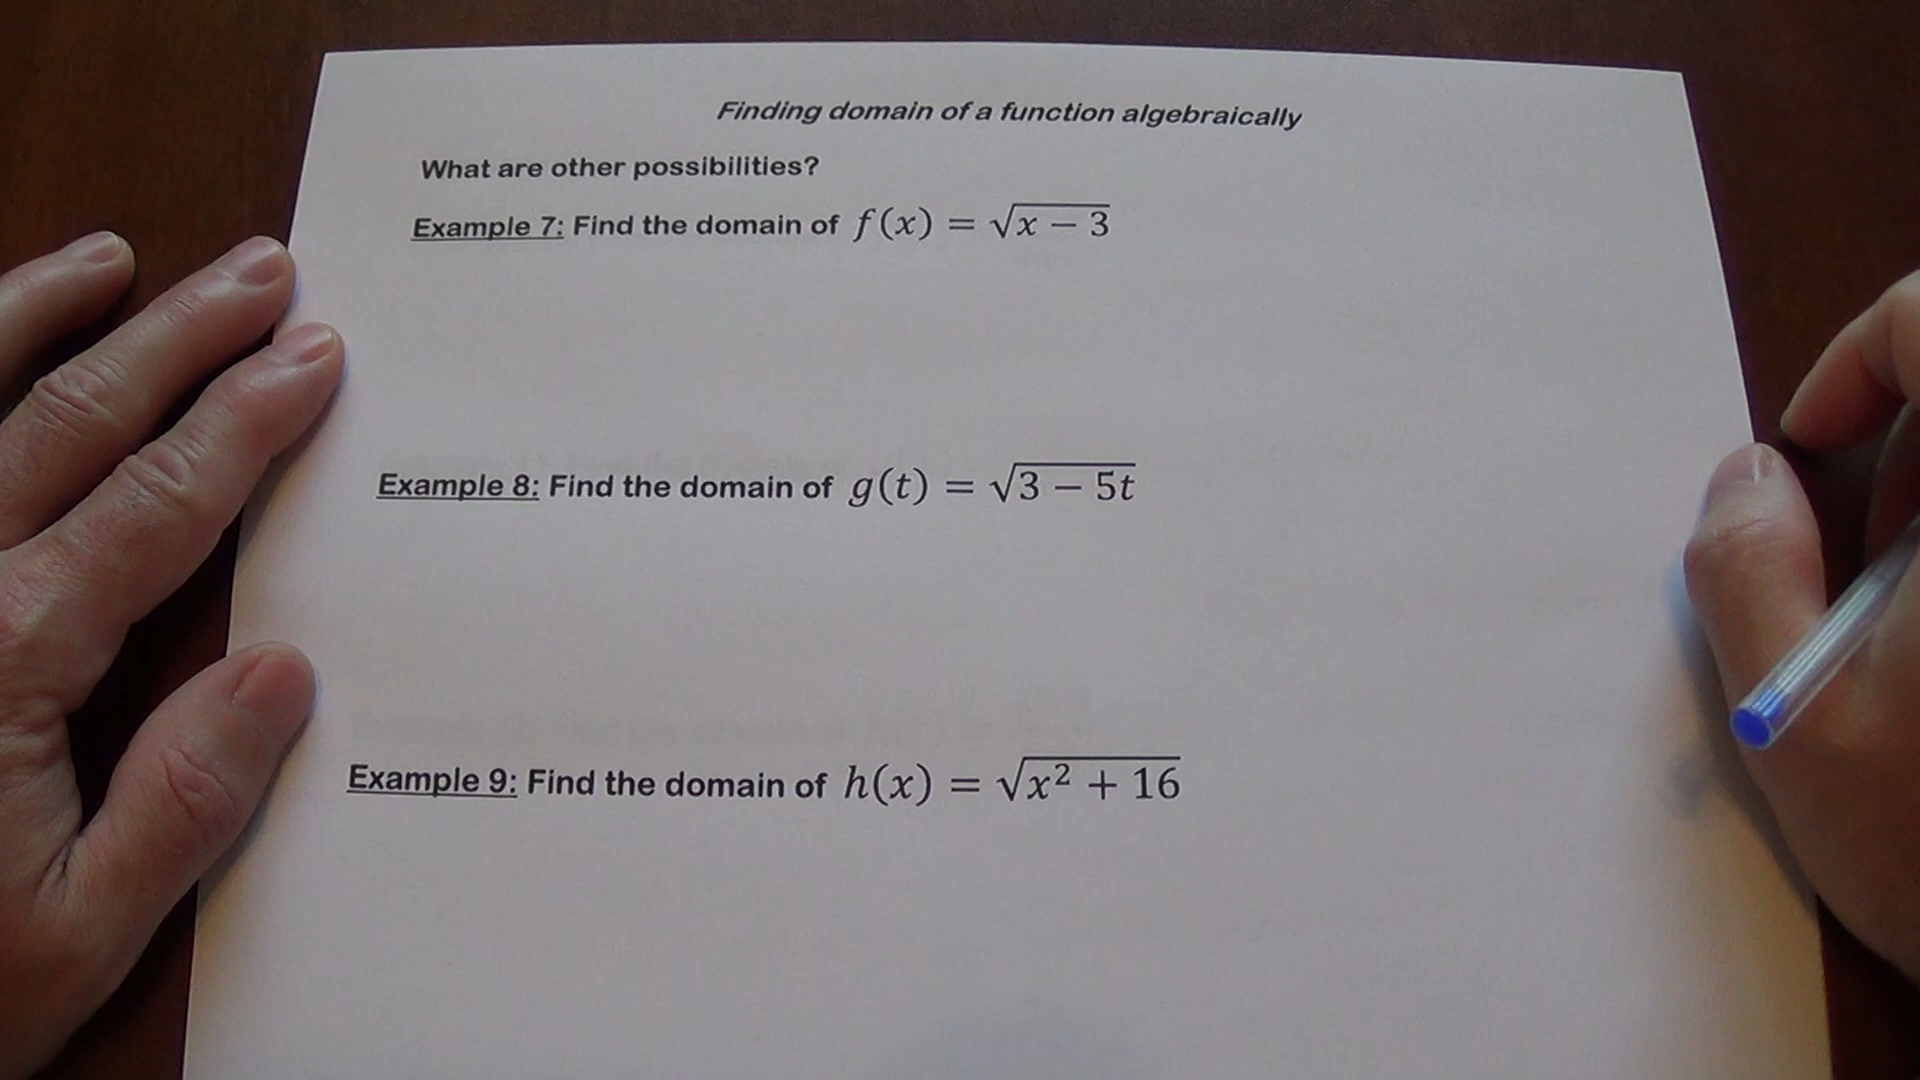 Finding domain of a function algebraically
What are other possibilities?
Example 7: Find the domain of f(x) = √x − 3
Example 8: Find the domain of g(t) = √3 − 5t
Example 9: Find the domain of h(x) = √x² + 16